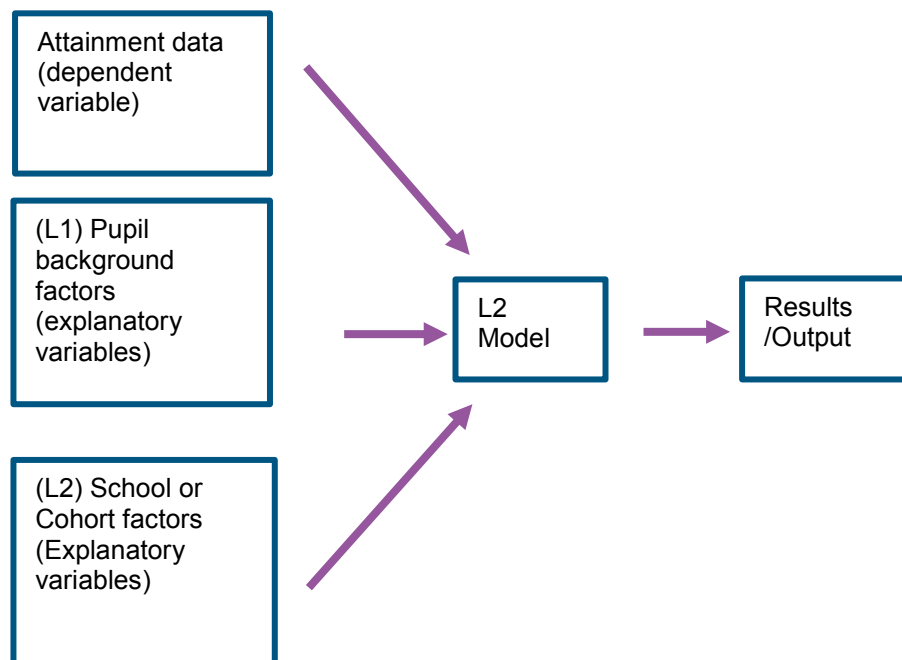 Attainment data
(dependent
variable)
(L1) Pupil
background
factors
(explanatory
variables)
L2
Model
Results
/Output
(L2) School or
Cohort factors
(Explanatory
variables)